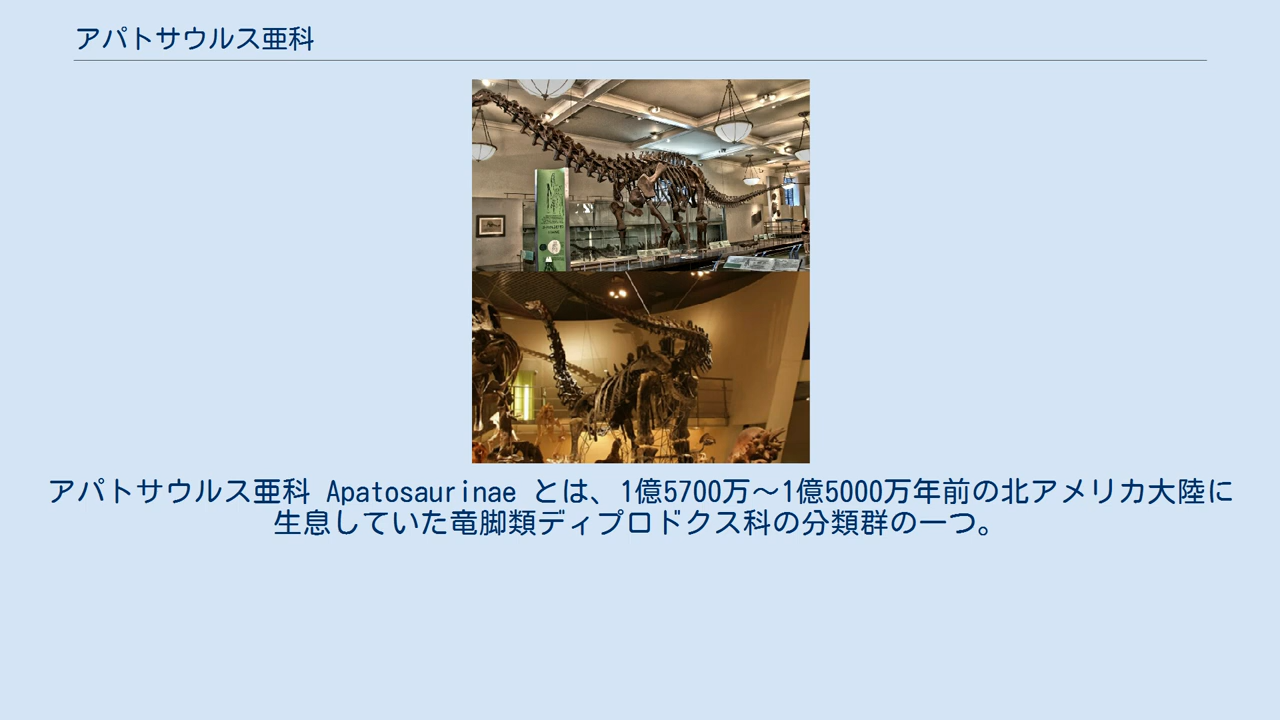 アパトサウルス亜科
アパトサウルス亜科 Apatosaurinae とは、1億5700万～1億5000万年前の北アメリカ大陸に
生息していた竜脚類ディプロドクス科の分類群の一つ。